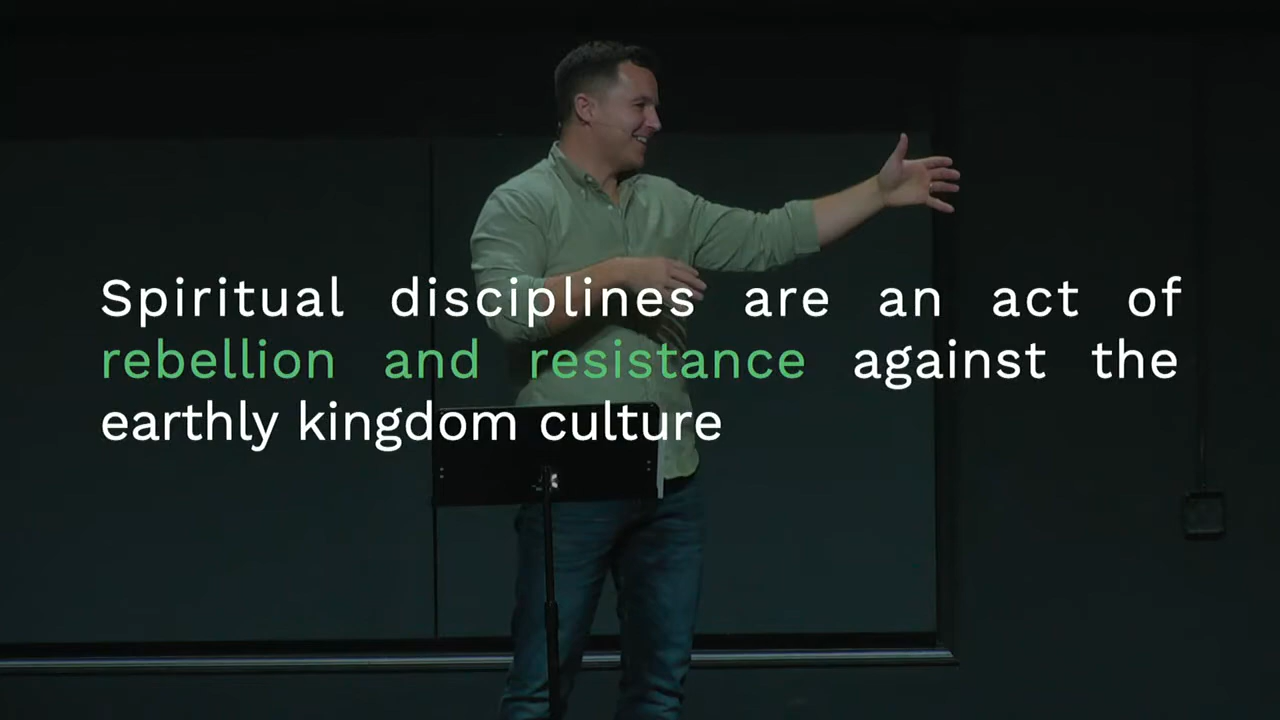 Spiritual disciplines are an act of
rebellion and resistance against the
earthly kingdom culture